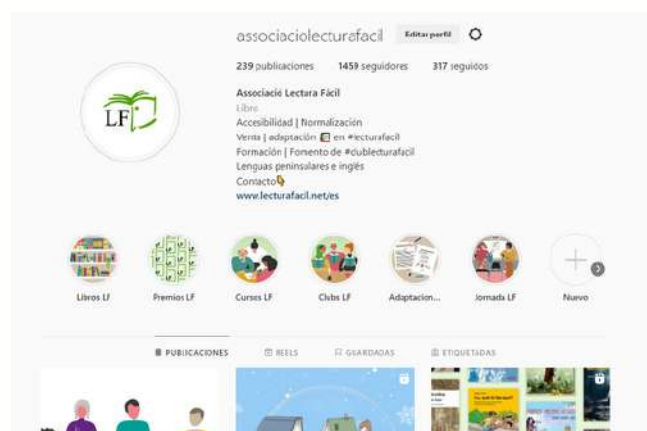 associaciolecturafacil Editar perfil
239 publicaciones 1459 seguidores 317 seguidos
Associació Lectura Fàcil
Libro
Accesibilidad | Normalización
Venta | adaptación en #lecturafacil
Formación | Fomento de #clublecturafacil
Lenguas peninsulares e inglés
Contacto
www.lecturafacil.net/es
LF
Libros LF Premios LF Cursos LF Clubs LF Adaptacion... Jornada LF Nuevo
PUBLICACIONES REELS GUARDADAS ETIQUETADAS